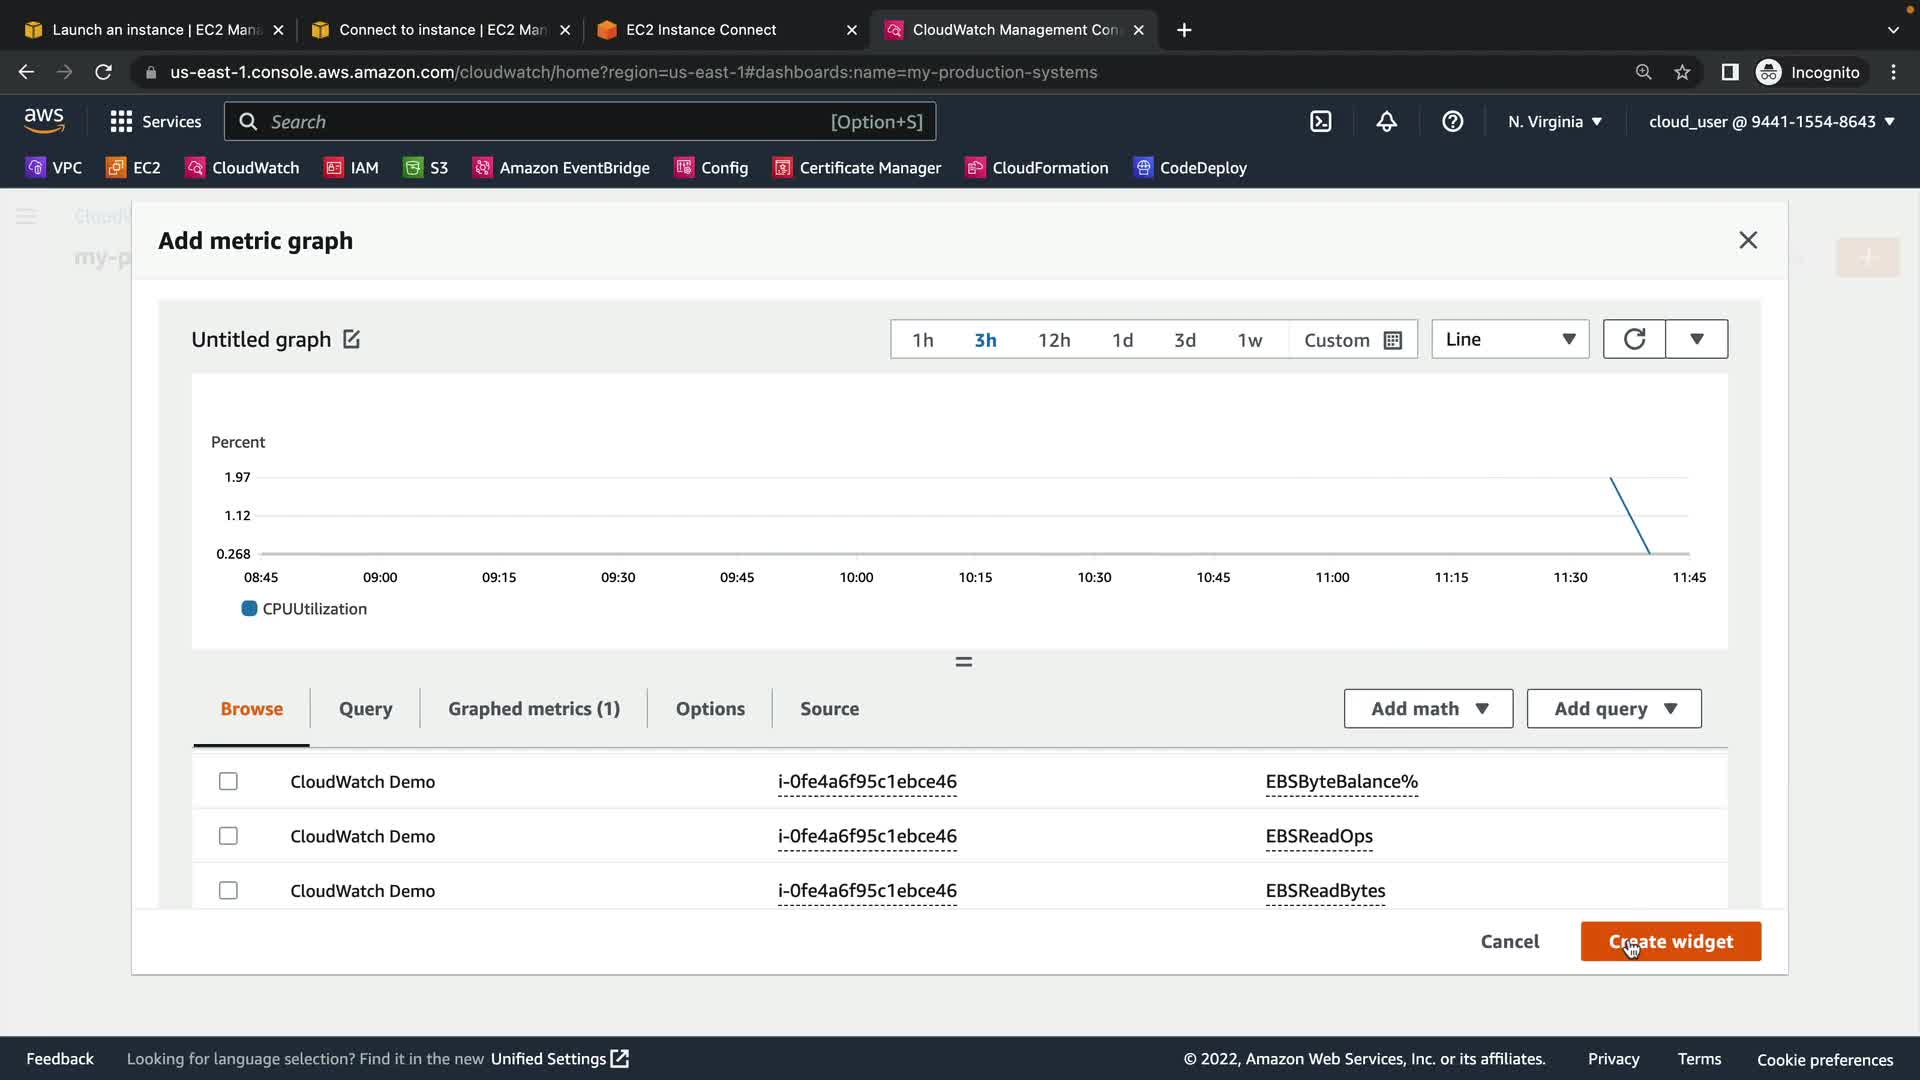 Launch an instance | EC2 Mana
Connect to instance | EC2 Man
EC2 Instance Connect
CloudWatch Management Con
us-east-1.console.aws.amazon.com/cloudwatch/home?region=us-east-1#dashboards:name=my-production-systems
Incognito
aws
Services
Search
[Option+S]
N. Virginia
cloud_user @ 9441-1554-8643
VPC
EC2
CloudWatch
IAM
S3
Amazon EventBridge
Config
Certificate Manager
CloudFormation
CodeDeploy
CloudW
my-p
Add metric graph
Untitled graph
1h
3h
12h
1d
3d
1w
Custom
Line
Percent
1.97
1.12
0.268
08:45 09:00 09:15 09:30 09:45 10:00 10:15 10:30 10:45 11:00 11:15 11:30 11:45
CPUUtilization
Browse
Query
Graphed metrics (1)
Options
Source
Add math
Add query
CloudWatch Demo i-0fe4a6f95c1ebce46 EBSByteBalance%
CloudWatch Demo i-0fe4a6f95c1ebce46 EBSReadOps
CloudWatch Demo i-0fe4a6f95c1ebce46 EBSReadBytes
Cancel
Create widget
Feedback
Looking for language selection? Find it in the new Unified Settings
© 2022, Amazon Web Services, Inc. or its affiliates.
Privacy
Terms
Cookie preferences